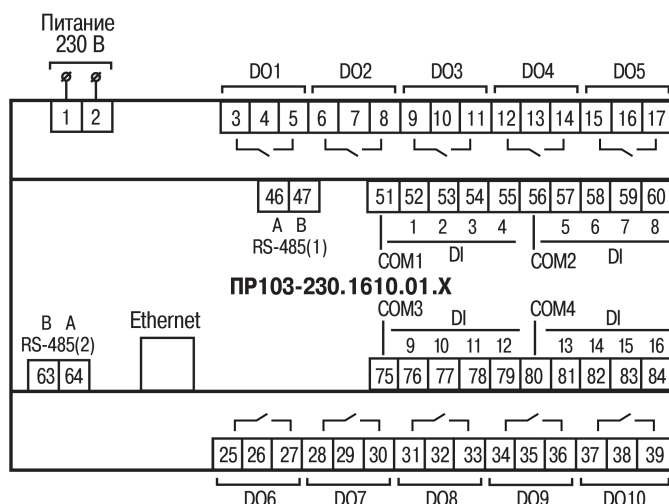 Питание
230 В
DO1 DO2 DO3 DO4 DO5
1 2 3 4 5 6 7 8 9 10 11 12 13 14 15 16 17
46 47 51 52 53 54 55 56 57 58 59 60
A B 1 2 3 4 5 6 7 8
RS-485(1) COM1 DI COM2 DI
ПР103-230.1610.01.X
COM3 DI COM4 DI
B A Ethernet 9 10 11 12 13 14 15 16
RS-485(2)
63 64 75 76 77 78 79 80 81 82 83 84
25 26 27 28 29 30 31 32 33 34 35 36 37 38 39
DO6 DO7 DO8 DO9 DO10